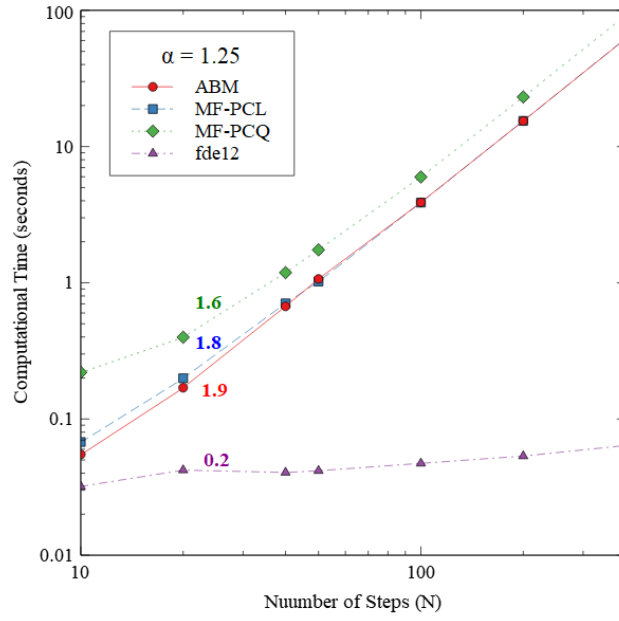 100
10
1
0.1
0.01
Computational Time (seconds)
α = 1.25
ABM
MF-PCL
MF-PCQ
fde12
1.6
1.8
1.9
0.2
10
100
Nuumber of Steps (N)